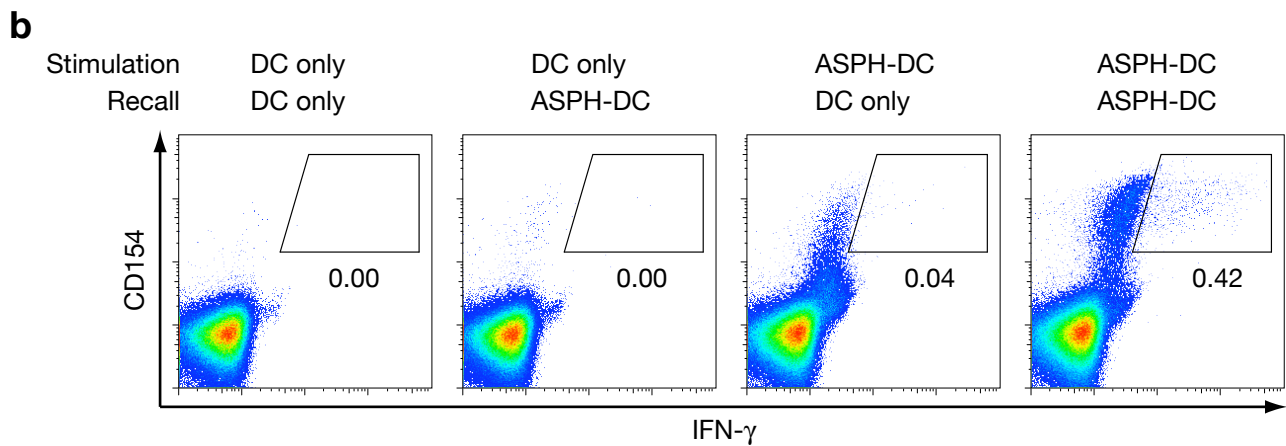 b
Stimulation DC only DC only ASPH-DC ASPH-DC
Recall DC only ASPH-DC DC only ASPH-DC
CD154
0.00 0.00 0.04 0.42
IFN-γ